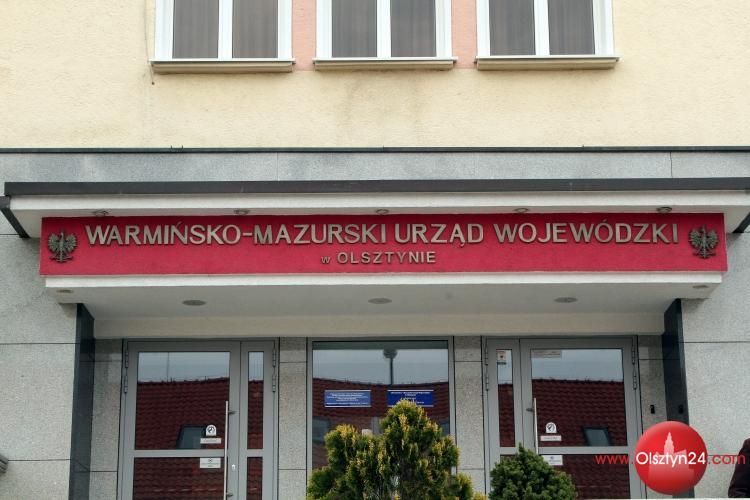 WARMIŃSKO-MAZURSKI URZĄD WOJEWÓDZKI
w OLSZTYNIE
www.Olsztyn24.com